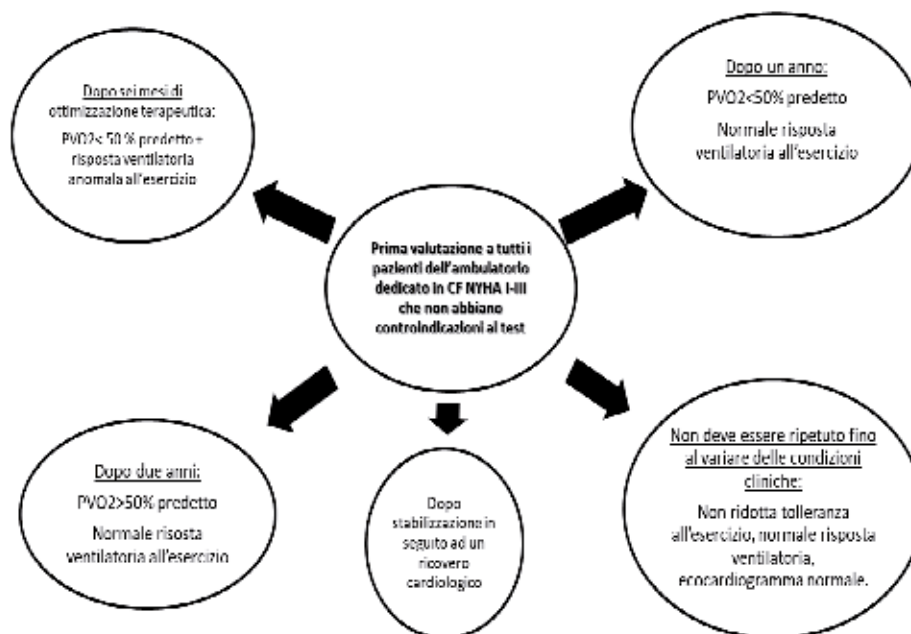 Dopo sei mesi di
ottimizzazione terapeutica:
PVO2< 50 % predetto +
risposta ventilatoria
anomala all'esercizio
Dopo un anno:
PVO2<50% predetto
Normale risposta
ventilatoria all'esercizio
Prima valutazione a tutti i
pazienti dell'ambulatorio
dedicato in CF NYHA I-III
che non abbiano
controindicazioni al test
Dopo due anni:
PVO2>50% predetto
Normale risosta
ventilatoria all'esercizio
Dopo
stabilizzazione in
seguito ad un
ricovero
cardiologico
Non deve essere ripetuto fino
al variare delle condizioni
cliniche:
Non ridotta tolleranza
all'esercizio, normale risposta
ventilatoria,
ecocardiogramma normale.